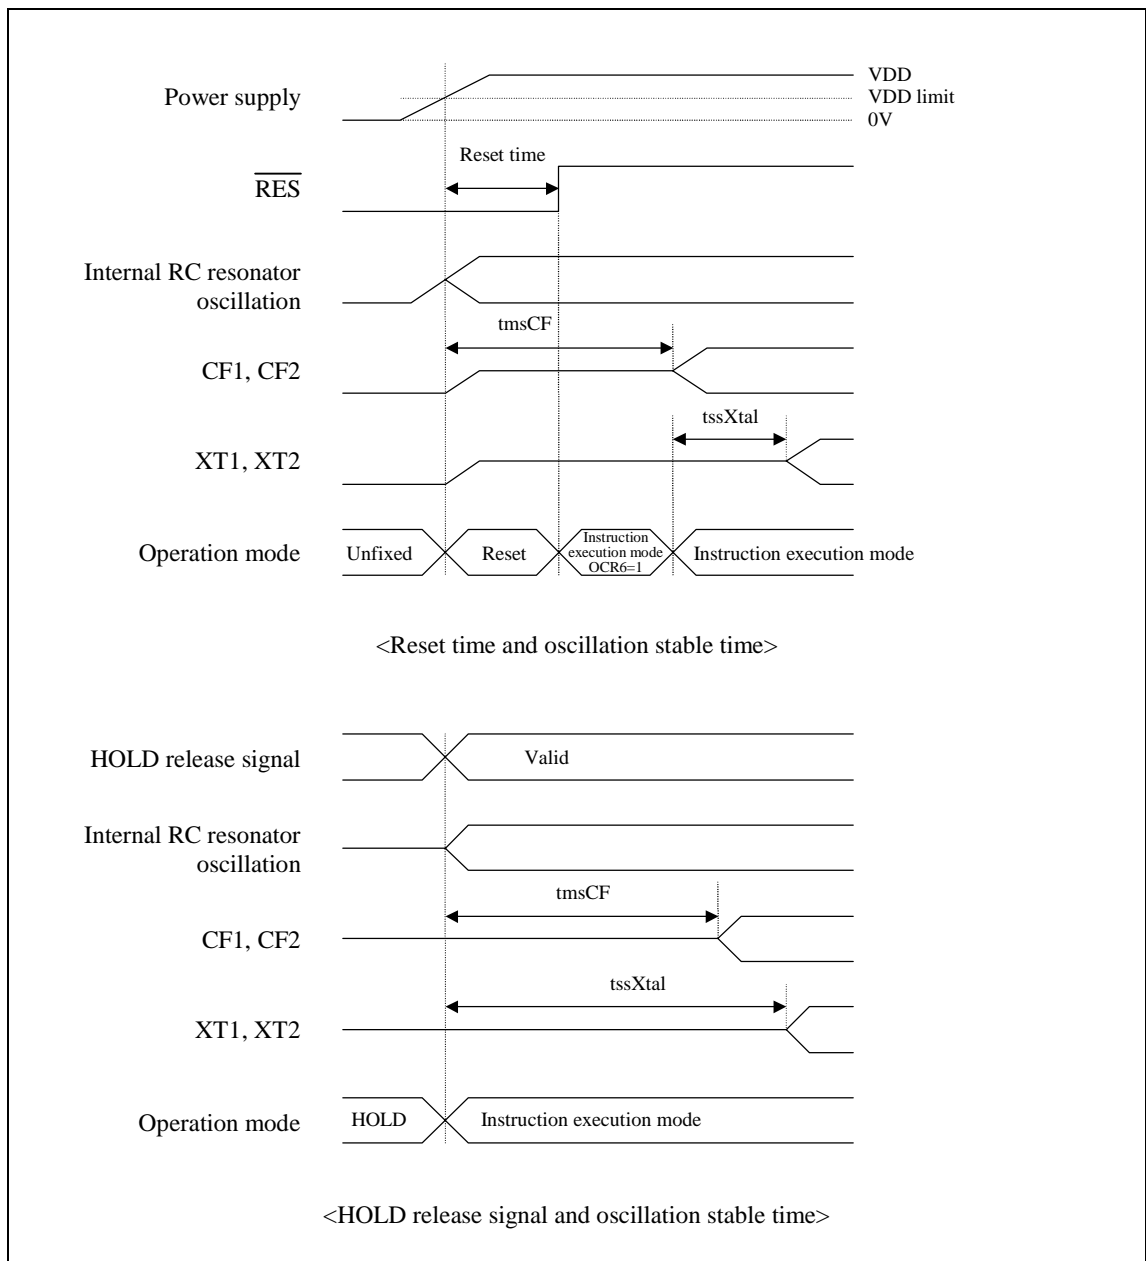 VDD
Power supply
VDD limit
0V
Reset time
RES
Internal RC resonator
oscillation
tmsCF
CF1, CF2
tssXtal
XT1, XT2
Operation mode
Unfixed
Reset
Instruction
execution mode
OCR6=1
Instruction execution mode
<Reset time and oscillation stable time>
HOLD release signal
Valid
Internal RC resonator
oscillation
tmsCF
CF1, CF2
tssXtal
XT1, XT2
Operation mode
HOLD
Instruction execution mode
<HOLD release signal and oscillation stable time>